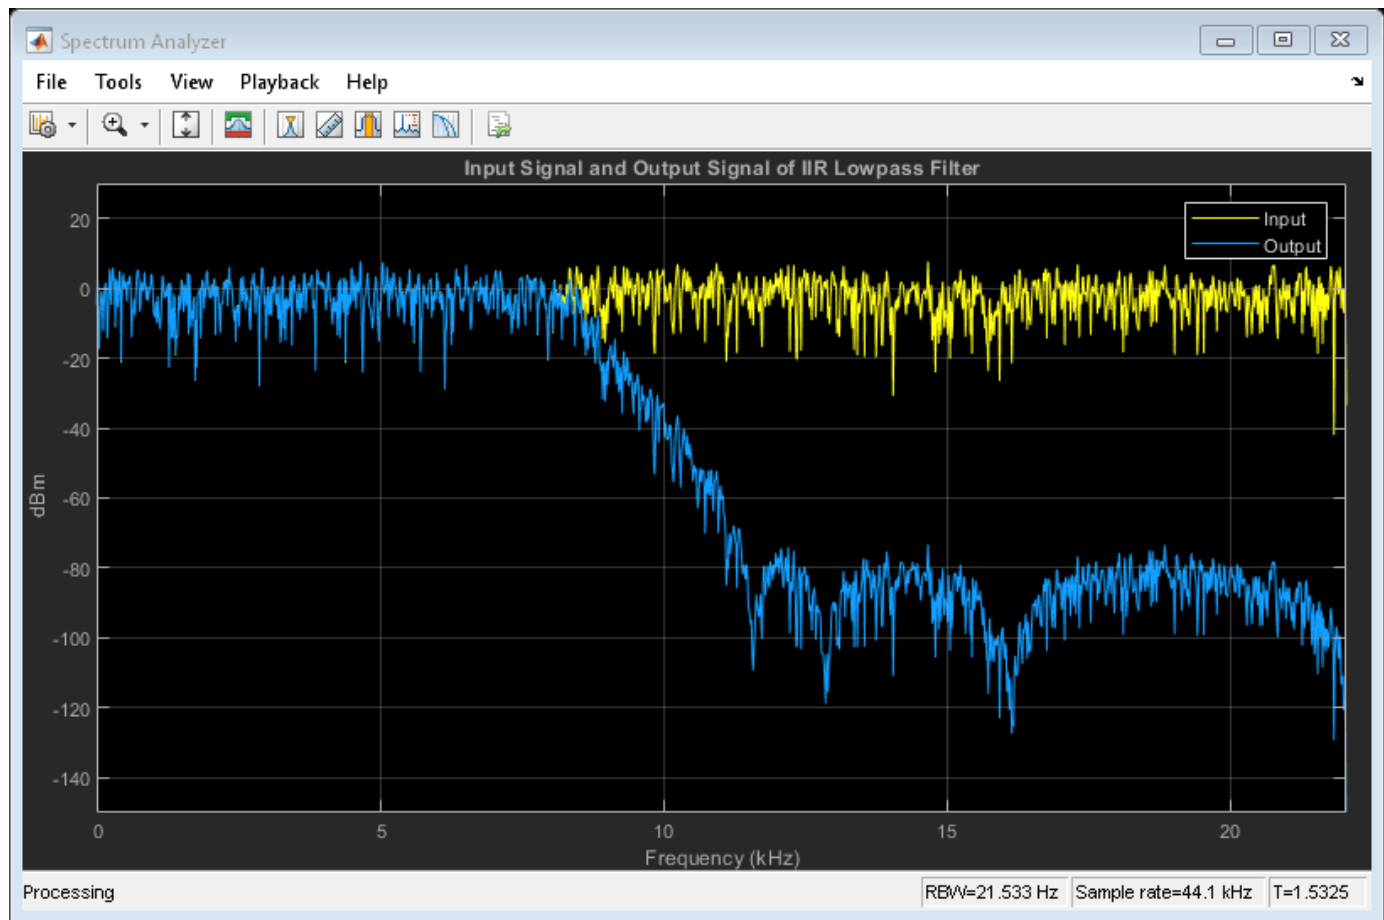 Spectrum Analyzer
File Tools View Playback Help
Input Signal and Output Signal of IIR Lowpass Filter
Input
Output
20
0
-20
-40
-60
-80
-100
-120
-140
dBm
0 5 10 15 20
Frequency (kHz)
Processing RBW=21.533 Hz Sample rate=44.1 kHz T=1.5325